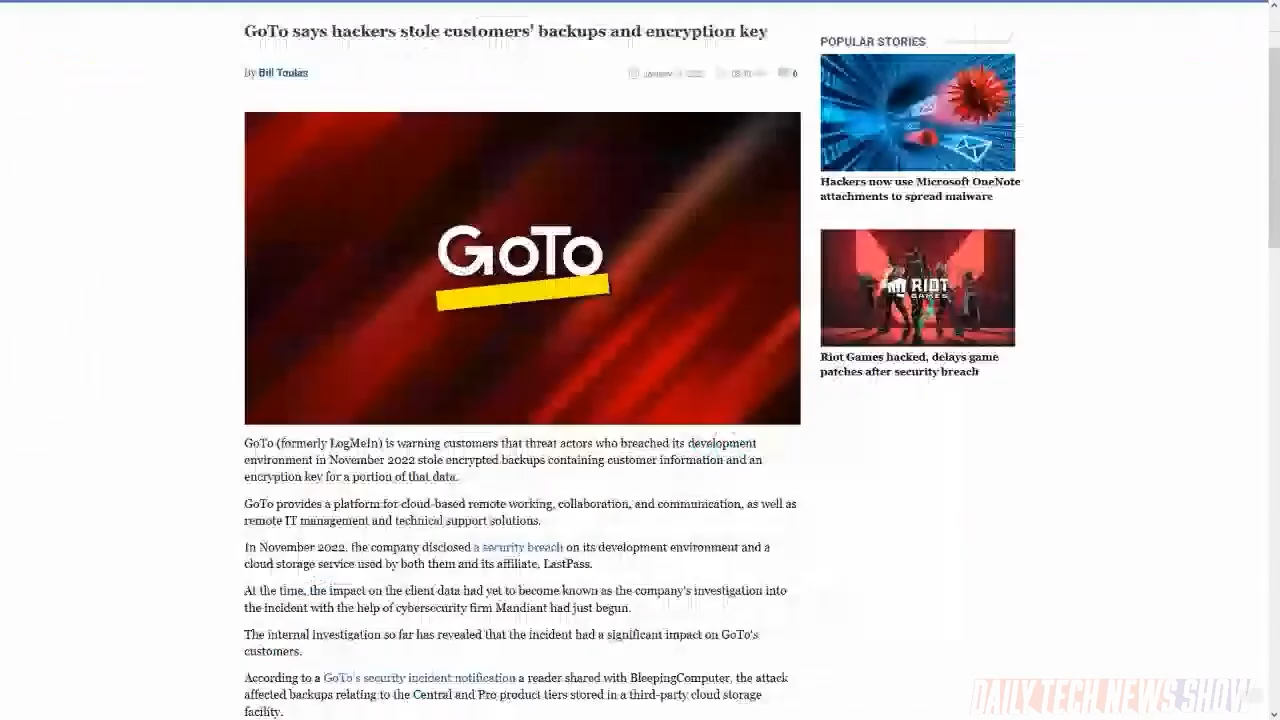 GoTo says hackers stole customers' backups and encryption key
By Bill Toulas
6
GoTo
GoTo (formerly LogMeIn) is warning customers that threat actors who breached its development
environment in November 2022 stole encrypted backups containing customer information and an
encryption key for a portion of that data.
GoTo provides a platform for cloud-based remote working, collaboration, and communication, as well as
remote IT management and technical support solutions.
In November 2022, the company disclosed a security breach on its development environment and a
cloud storage service used by both them and its affiliate, LastPass.
At the time, the impact on the client data had yet to become known as the company's investigation into
the incident with the help of cybersecurity firm Mandiant had just begun.
The internal investigation so far has revealed that the incident had a significant impact on GoTo's
customers.
According to a GoTo's security incident notification a reader shared with BleepingComputer, the attack
affected backups relating to the Central and Pro product tiers stored in a third-party cloud storage
facility.
POPULAR STORIES
Hackers now use Microsoft OneNote
attachments to spread malware
RIOT
GAMES
Riot Games hacked, delays game
patches after security breach
DAILY TECH NEWS SHOW